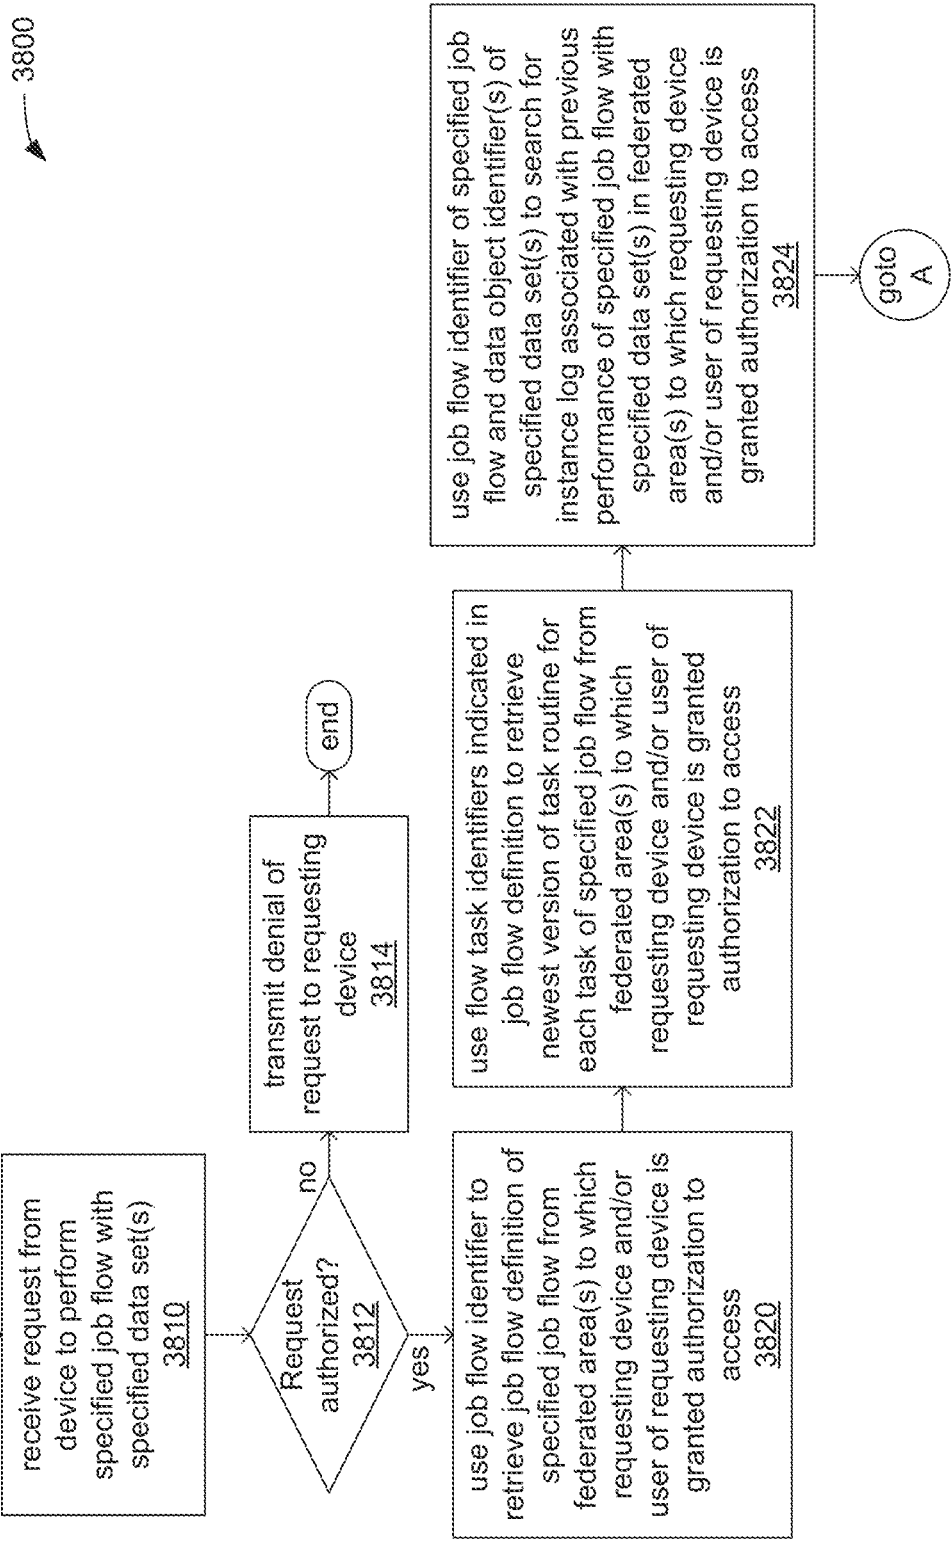 3800
receive request from
device to perform
specified job flow with
specified data set(s)
3810
Request
authorized?
3812
no
transmit denial of
request to requesting
device
3814
end
yes
use job flow identifier to
retrieve job flow definition of
specified job flow from
federated area(s) to which
requesting device and/or
user of requesting device is
granted authorization to
access
3820
use flow task identifiers indicated in
job flow definition to retrieve
newest version of task routine for
each task of specified job flow from
federated area(s) to which
requesting device and/or user of
requesting device is granted
authorization to access
3822
use job flow identifier of specified job
flow and data object identifier(s) of
specified data set(s) to search for
instance log associated with previous
performance of specified job flow with
specified data set(s) in federated
area(s) to which requesting device
and/or user of requesting device is
granted authorization to access
3824
goto
A